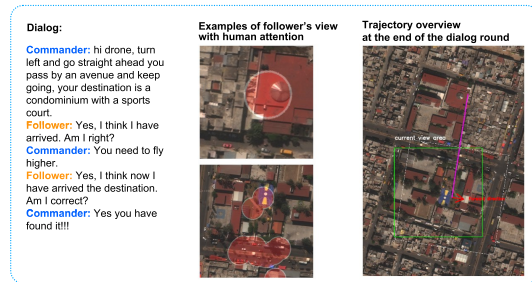 Dialog:
Commander: hi drone, turn
left and go straight ahead you
pass by an avenue and keep
going, your destination is a
condominium with a sports
court.
Follower: Yes, I think I have
arrived. Am I right?
Commander: You need to fly
higher.
Follower: Yes, I think now I
have arrived the destination.
Am I correct?
Commander: Yes you have
found it!!!
Examples of follower's view
with human attention
Trajectory overview
at the end of the dialog round
current view area